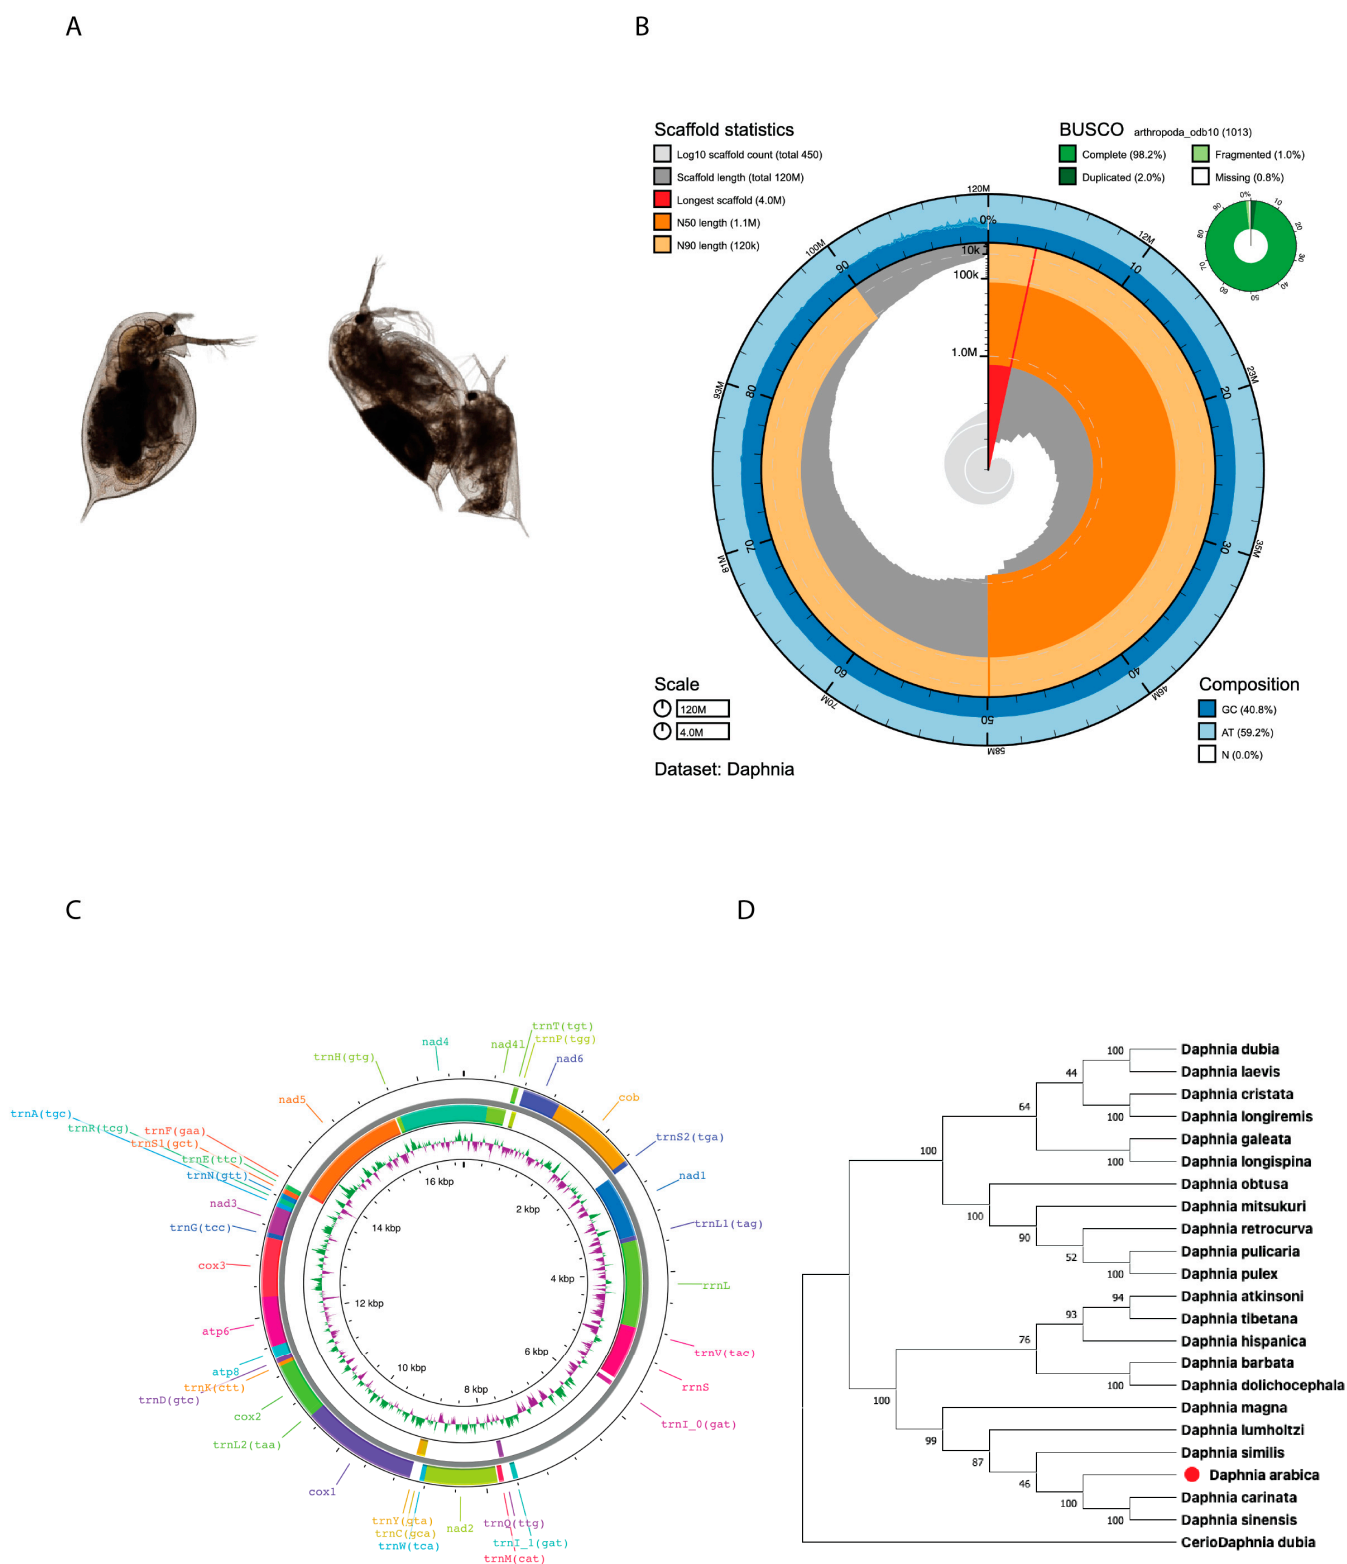 A
B
Scaffold statistics
Log10 scaffold count (total 450)
Scaffold length (total 120M)
Longest scaffold (4.0M)
N50 length (1.1M)
N90 length (120k)
BUSCO arthropoda_odb10 (1013)
Complete (98.2%)
Fragmented (1.0%)
Duplicated (2.0%)
Missing (0.8%)
0%
10
20
30
40
50
60
70
80
90
120M
12M
23M
35M
46M
58M
70M
81M
93M
100M
0%
10
20
30
40
50
60
70
80
90
10k
100k
1.0M
Scale
120M
4.0M
Dataset: Daphnia
Composition
GC (40.8%)
AT (59.2%)
N (0.0%)
C
trnT(tgt)
trnP(tgg)
nad4l
nad6
nad4
trnH(gtg)
cob
nad5
trnA(tgc)
trnR(tcg)
trnF(gaa)
trnS1(gct)
trnE(ttc)
trnN(gtt)
trnS2(tga)
nad1
nad3
trnG(tcc)
trnL1(tag)
cox3
rrnL
atp6
trnV(tac)
atp8
trnK(ctt)
trnD(gtc)
rrnS
cox2
trnI_0(gat)
trnL2(taa)
cox1
trnY(gta)
trnC(gca)
trnW(tca)
nad2
trnQ(ttg)
trnI_1(gat)
trnM(cat)
16 kbp
2 kbp
14 kbp
4 kbp
12 kbp
6 kbp
10 kbp
8 kbp
D
Daphnia dubia
Daphnia laevis
Daphnia cristata
Daphnia longiremis
Daphnia galeata
Daphnia longispina
Daphnia obtusa
Daphnia mitsukuri
Daphnia retrocurva
Daphnia pulicaria
Daphnia pulex
Daphnia atkinsoni
Daphnia tibetana
Daphnia hispanica
Daphnia barbata
Daphnia dolichocephala
Daphnia magna
Daphnia lumholtzi
Daphnia similis
Daphnia arabica
Daphnia carinata
Daphnia sinensis
CerioDaphnia dubia
100
44
100
64
100
100
100
90
52
100
94
93
76
100
100
99
87
46
100
100